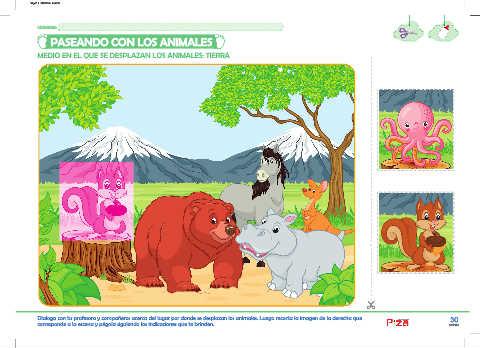 PASEANDO CON LOS ANIMALES
MEDIO EN EL QUE SE DESPLAZAN LOS ANIMALES: TIERRA
Dialoga con tu profesora y compañeros acerca del lugar por donde se desplazan los animales. Luego recorta la imagen de la derecha que
corresponde a la escena y pégala siguiendo las indicaciones que te brinden.
30